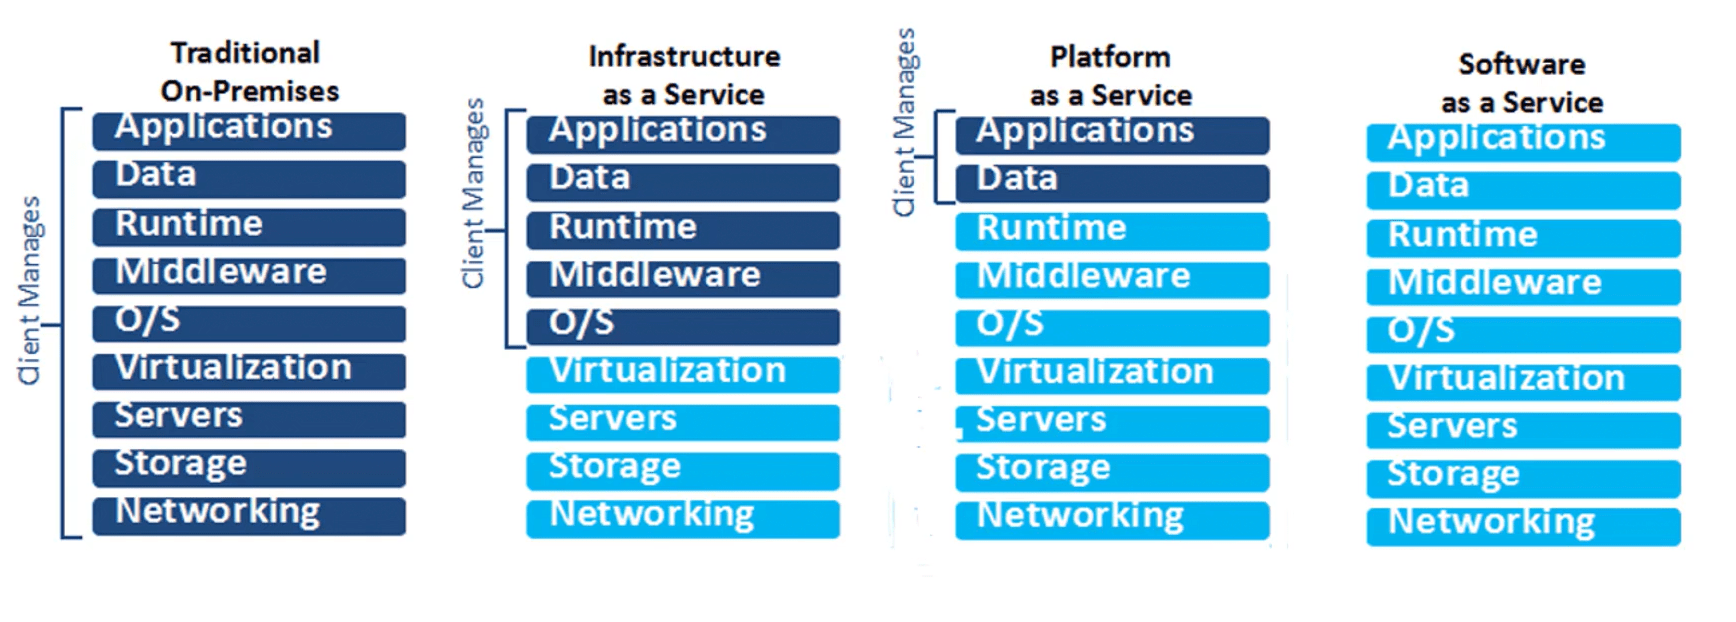 Traditional
On-Premises
Client Manages
Applications
Data
Runtime
Middleware
O/S
Virtualization
Servers
Storage
Networking
Infrastructure
as a Service
Client Manages
Applications
Data
Runtime
Middleware
O/S
Virtualization
Servers
Storage
Networking
Platform
as a Service
Client Manages
Applications
Data
Runtime
Middleware
O/S
Virtualization
Servers
Storage
Networking
Software
as a Service
Applications
Data
Runtime
Middleware
O/S
Virtualization
Servers
Storage
Networking